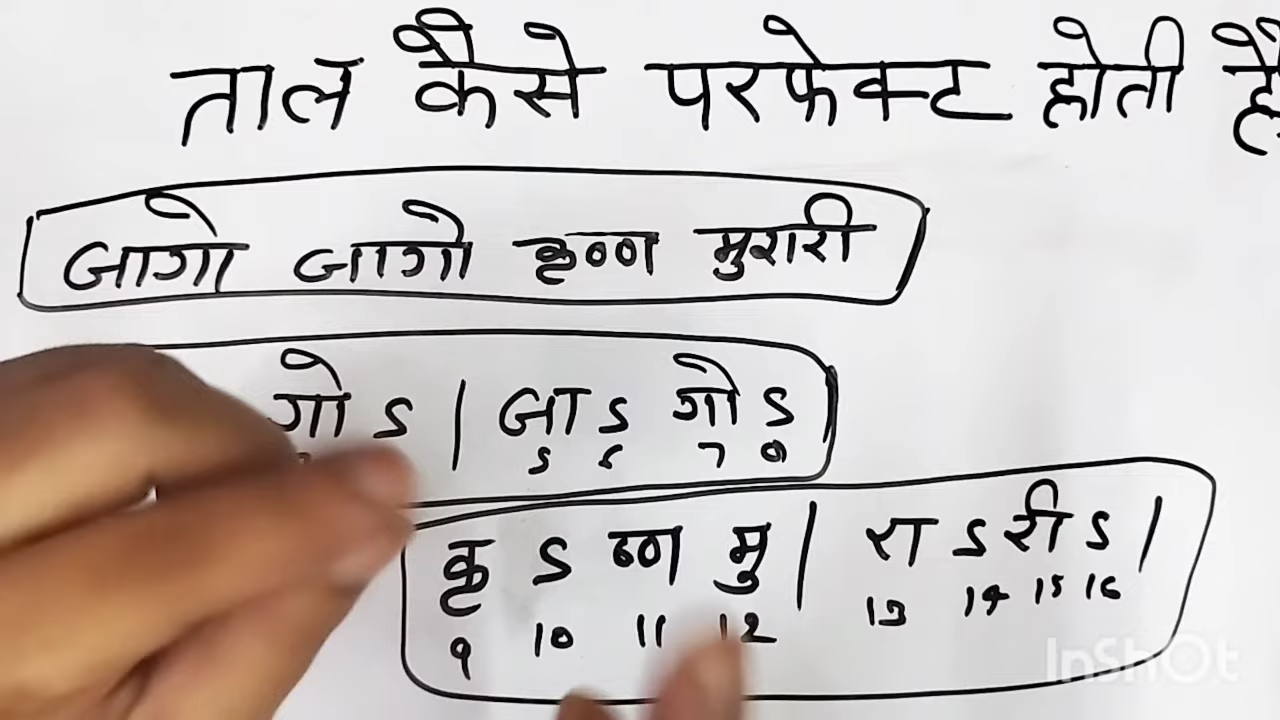 ताल कैसे परफेक्ट होती है
जागो जागो कृष्ण मुरारी
गो ऽ | जा ऽ गो ऽ
5 6 7 8
कृ ऽ ष्ण मु | रा ऽ री ऽ |
9 10 11 12 13 14 15 16
InShOt